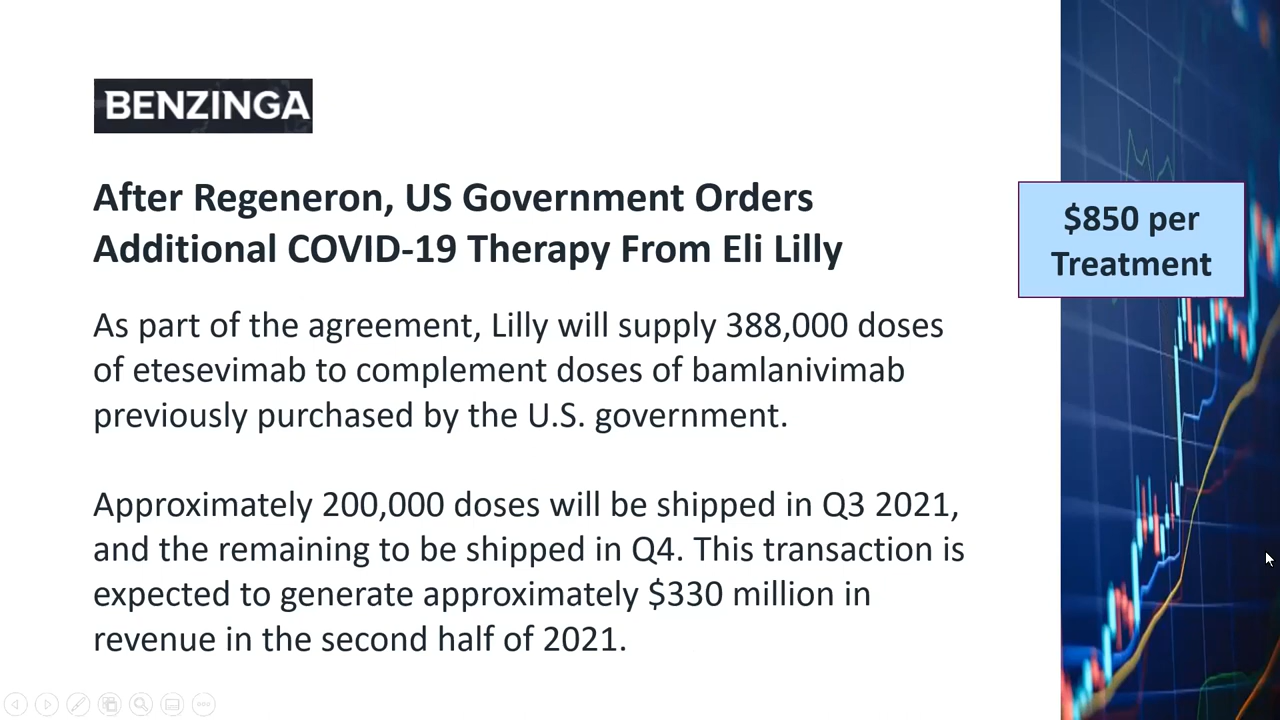 BENZINGA
After Regeneron, US Government Orders
Additional COVID-19 Therapy From Eli Lilly
$850 per
Treatment
As part of the agreement, Lilly will supply 388,000 doses
of etesevimab to complement doses of bamlanivimab
previously purchased by the U.S. government.
Approximately 200,000 doses will be shipped in Q3 2021,
and the remaining to be shipped in Q4. This transaction is
expected to generate approximately $330 million in
revenue in the second half of 2021.